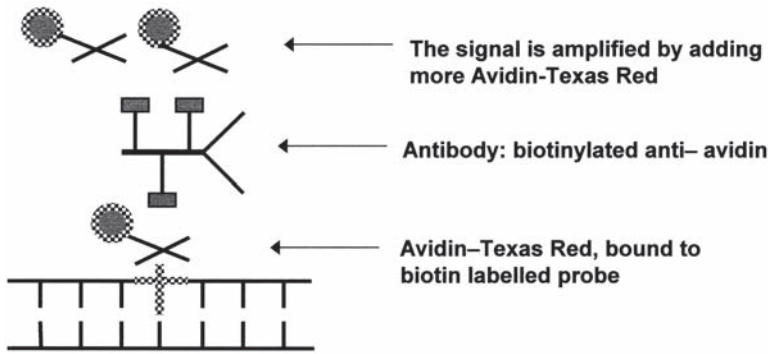 The signal is amplified by adding
more Avidin-Texas Red
Antibody: biotinylated anti– avidin
Avidin–Texas Red, bound to
biotin labelled probe